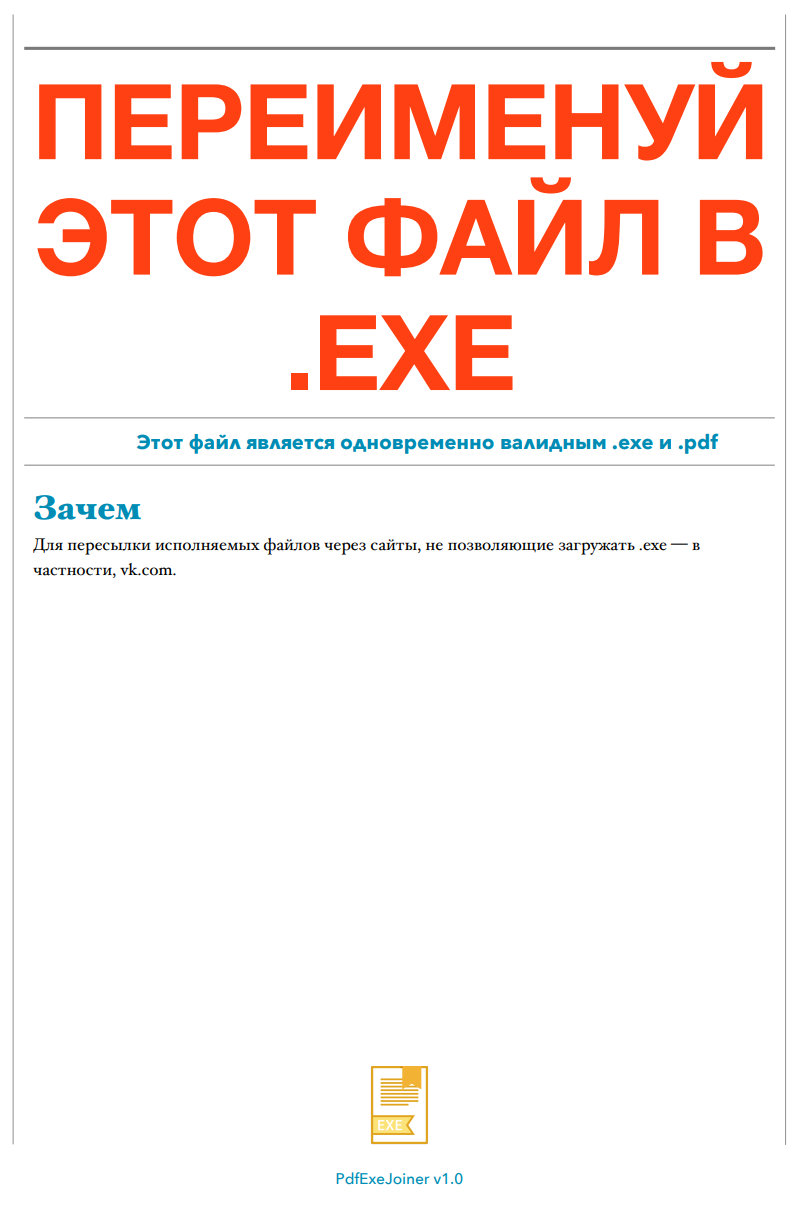 ПЕРЕИМЕНУЙ
ЭТОТ ФАЙЛ В
.EXE
Этот файл является одновременно валидным .exe и .pdf
Зачем
Для пересылки исполняемых файлов через сайты, не позволяющие загружать .exe — в
частности, vk.com.
EXE
PdfExeJoiner v1.0